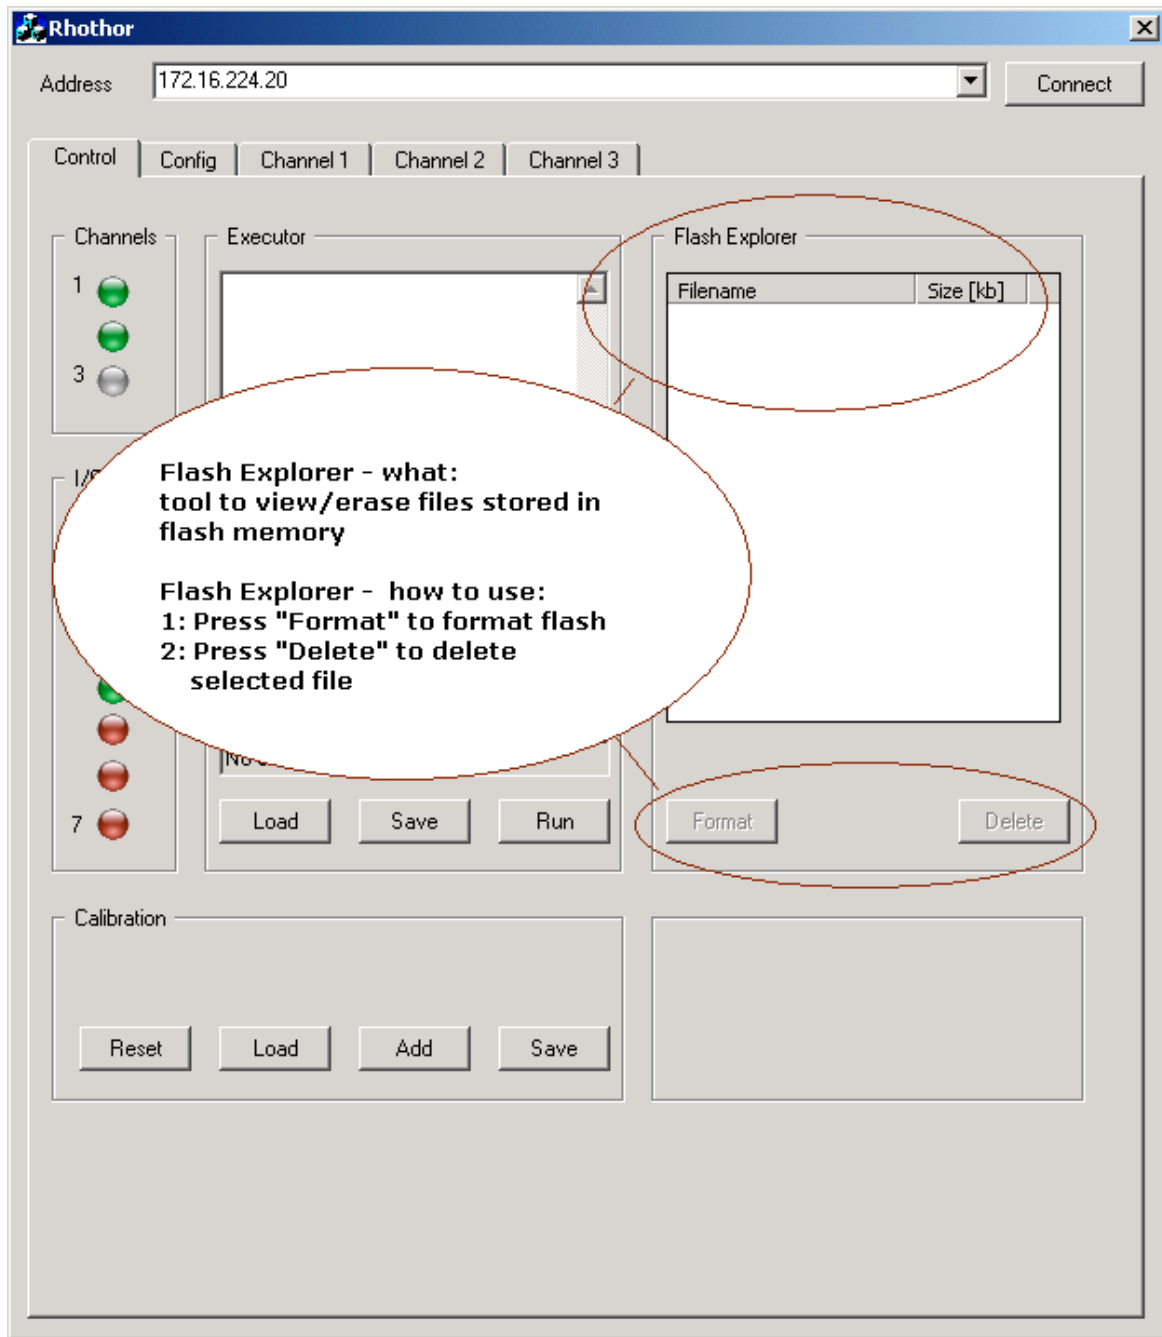 Rhothor
Address
172.16.224.20
Connect
Control
Config
Channel 1
Channel 2
Channel 3
Channels
1
3
Executor
Flash Explorer
Filename
Size [kb]
Flash Explorer - what:
tool to view/erase files stored in
flash memory
Flash Explorer - how to use:
1: Press "Format" to format flash
2: Press "Delete" to delete
selected file
7
Load
Save
Run
Format
Delete
Calibration
Reset
Load
Add
Save